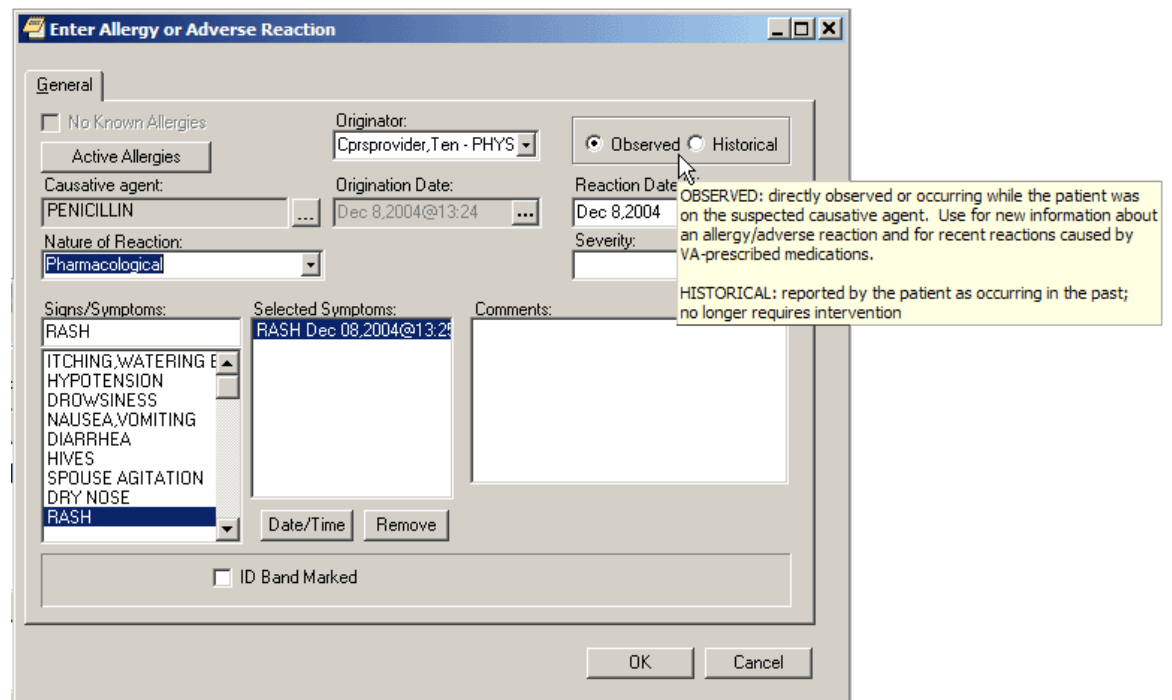 Enter Allergy or Adverse Reaction
General
No Known Allergies
Active Allergies
Originator:
Cprsprovider,Ten - PHYS
Observed
Historical
Causative agent:
PENICILLIN
...
Origination Date:
Dec 8,2004@13:24
...
Reaction Date
Dec 8,2004
Nature of Reaction:
Pharmacological
Severity:
OBSERVED: directly observed or occurring while the patient was
on the suspected causative agent. Use for new information about
an allergy/adverse reaction and for recent reactions caused by
VA-prescribed medications.
HISTORICAL: reported by the patient as occurring in the past;
no longer requires intervention
Signs/Symptoms:
RASH
ITCHING,WATERING E
HYPOTENSION
DROWSINESS
NAUSEA,VOMITING
DIARRHEA
HIVES
SPOUSE AGITATION
DRY NOSE
RASH
Selected Symptoms:
RASH Dec 08,2004@13:25
Date/Time
Remove
Comments:
ID Band Marked
OK
Cancel